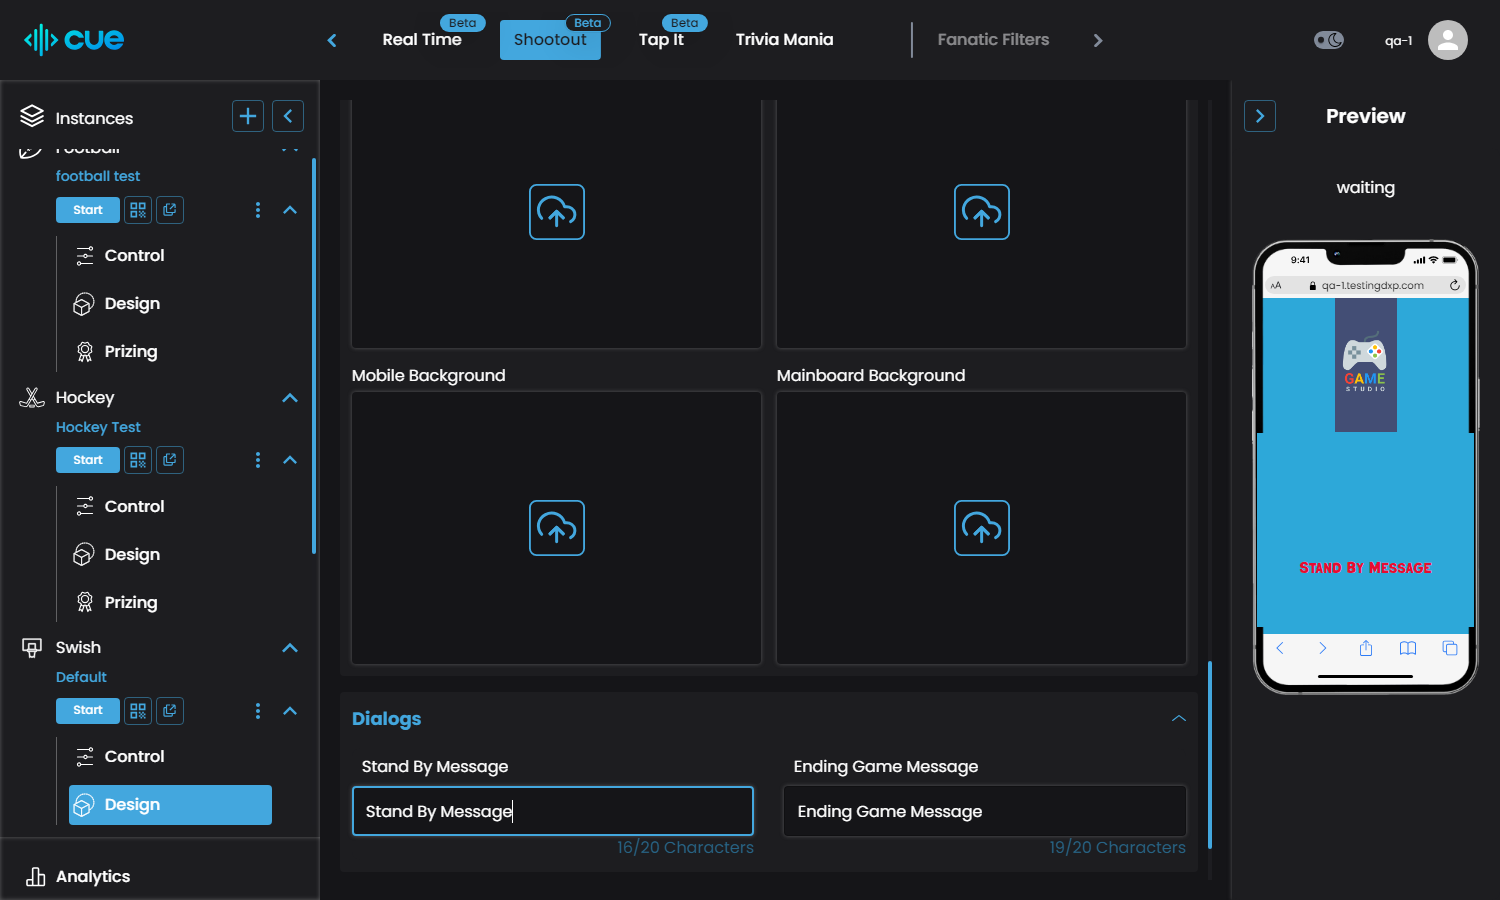 cue
Real Time
Beta
Shootout
Beta
Tap It
Beta
Trivia Mania
Fanatic Filters
qa-1
Instances
Football
football test
Start
Control
Design
Prizing
Hockey
Hockey Test
Start
Control
Design
Prizing
Swish
Default
Start
Control
Design
Analytics
Mobile Background
Mainboard Background
Dialogs
Stand By Message
Ending Game Message
Stand By Message
Ending Game Message
16/20 Characters
19/20 Characters
Preview
waiting
9:41
AA
qa-1.testingdxp.com
GAME
STUDIO
Stand By Message